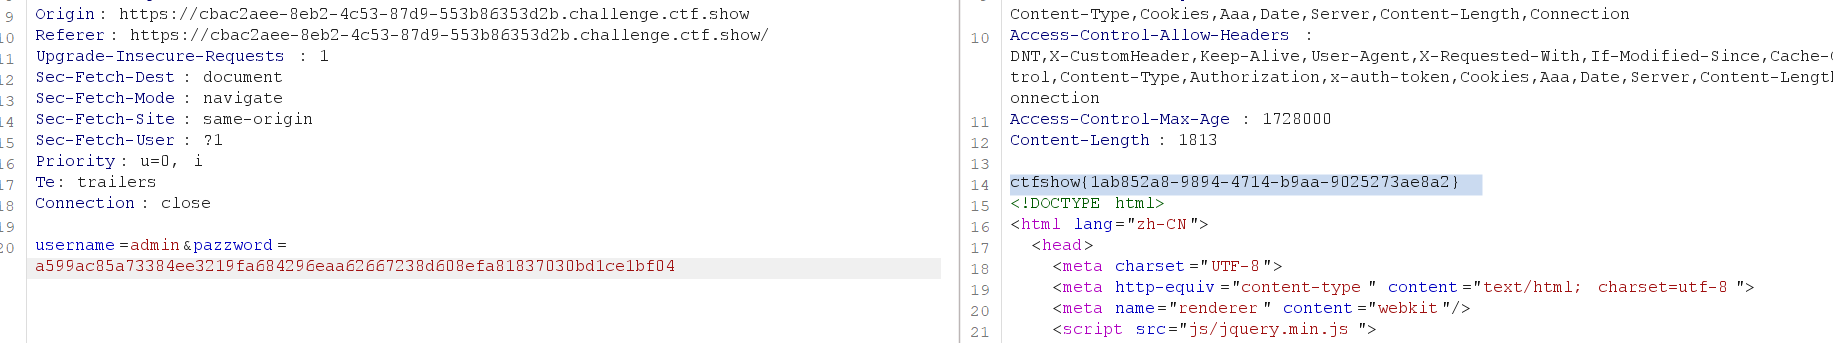 9 Origin : https://cbac2aee-8eb2-4c53-87d9-553b86353d2b.challenge.ctf.show
10 Referer : https://cbac2aee-8eb2-4c53-87d9-553b86353d2b.challenge.ctf.show/
11 Upgrade-Insecure-Requests : 1
12 Sec-Fetch-Dest : document
13 Sec-Fetch-Mode : navigate
14 Sec-Fetch-Site : same-origin
15 Sec-Fetch-User : ?1
16 Priority : u=0, i
17 Te: trailers
18 Connection : close
19
20 username =admin &pazzword =
a599ac85a73384ee3219fa684296eaa62667238d608efa81837030bd1ce1bf04
Content-Type,Cookies,Aaa,Date,Server,Content-Length,Connection
10 Access-Control-Allow-Headers :
DNT,X-CustomHeader,Keep-Alive,User-Agent,X-Requested-With,If-Modified-Since,Cache-C
trol,Content-Type,Authorization,x-auth-token,Cookies,Aaa,Date,Server,Content-Length
onnection
11 Access-Control-Max-Age : 1728000
12 Content-Length : 1813
13
14 ctfshow{1ab852a8-9894-4714-b9aa-9025273ae8a2}
15 <!DOCTYPE html>
16 <html lang="zh-CN">
17 <head>
18 <meta charset="UTF-8">
19 <meta http-equiv="content-type " content="text/html; charset=utf-8 ">
20 <meta name="renderer " content="webkit"/>
21 <script src="js/jquery.min.js ">